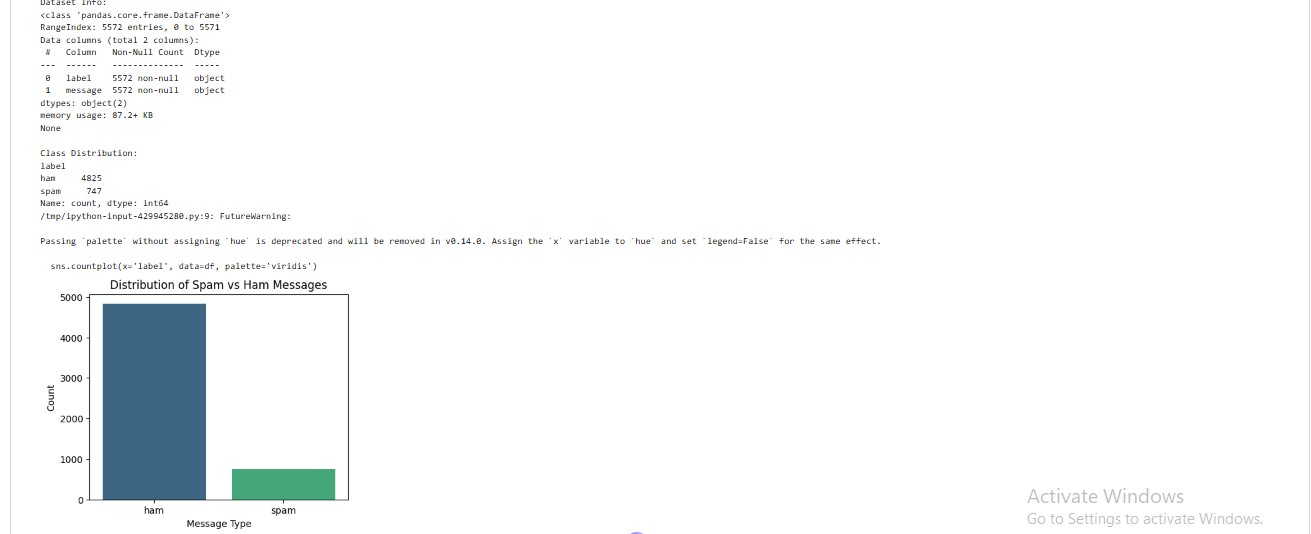 Dataset Info:
<class 'pandas.core.frame.DataFrame'>
RangeIndex: 5572 entries, 0 to 5571
Data columns (total 2 columns):
 #   Column   Non-Null Count  Dtype
---  ------   --------------  -----
 0   label    5572 non-null   object
 1   message  5572 non-null   object
dtypes: object(2)
memory usage: 87.2+ KB
None
Class Distribution:
label
ham     4825
spam     747
Name: count, dtype: int64
/tmp/ipython-input-429945280.py:9: FutureWarning:
Passing `palette` without assigning `hue` is deprecated and will be removed in v0.14.0. Assign the `x` variable to `hue` and set `legend=False` for the same effect.
  sns.countplot(x='label', data=df, palette='viridis')
Distribution of Spam vs Ham Messages
5000
4000
3000
2000
1000
0
Count
ham spam
Message Type
Activate Windows
Go to Settings to activate Windows.